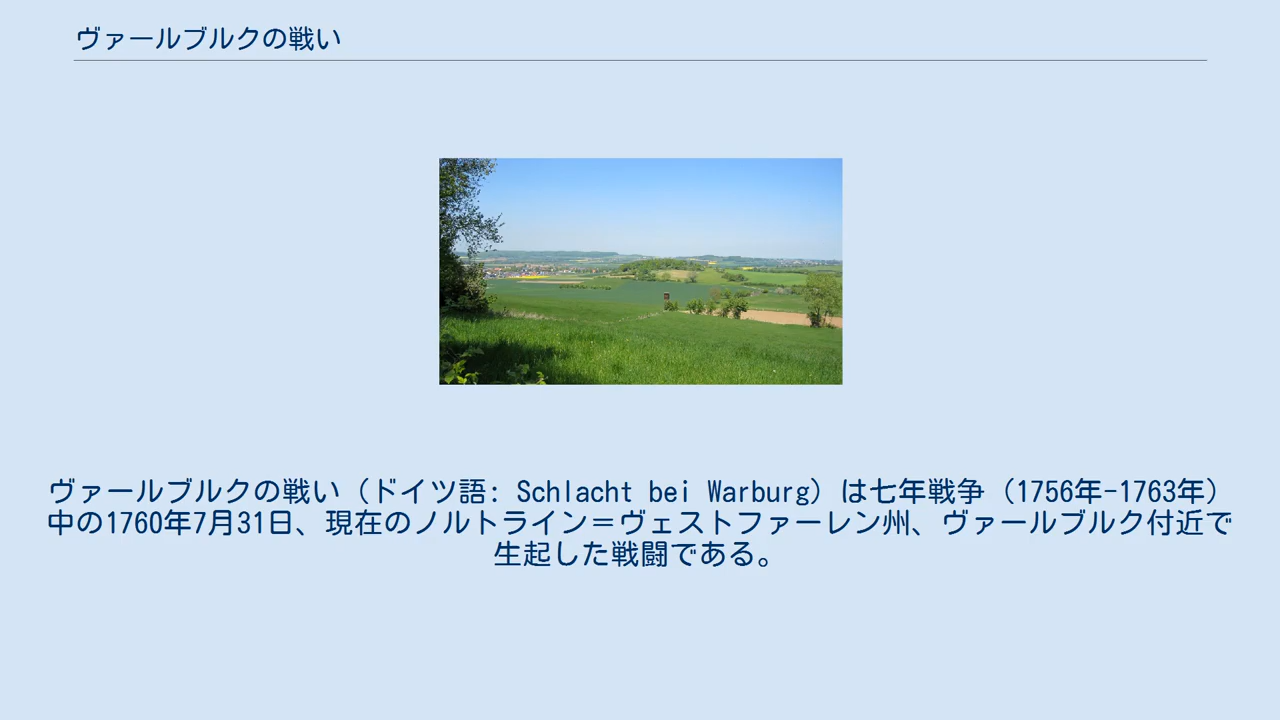 ヴァールブルクの戦い
ヴァールブルクの戦い（ドイツ語: Schlacht bei Warburg）は七年戦争（1756年-1763年）
中の1760年7月31日、現在のノルトライン＝ヴェストファーレン州、ヴァールブルク付近で
生起した戦闘である。